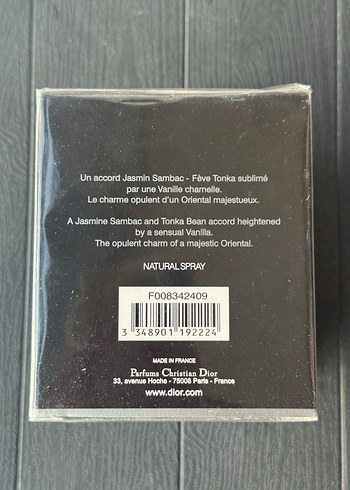 Un accord Jasmin Sambac - Fève Tonka sublimé
par une Vanille charnelle.
Le charme opulent d'un Oriental majestueux.
A Jasmine Sambac and Tonka Bean accord heightened
by a sensual Vanilla.
The opulent charm of a majestic Oriental.
NATURAL SPRAY
F008342409
3 348901 192224
MADE IN FRANCE
Parfums Christian Dior
33, avenue Hoche - 75008 Paris - France
www.dior.com